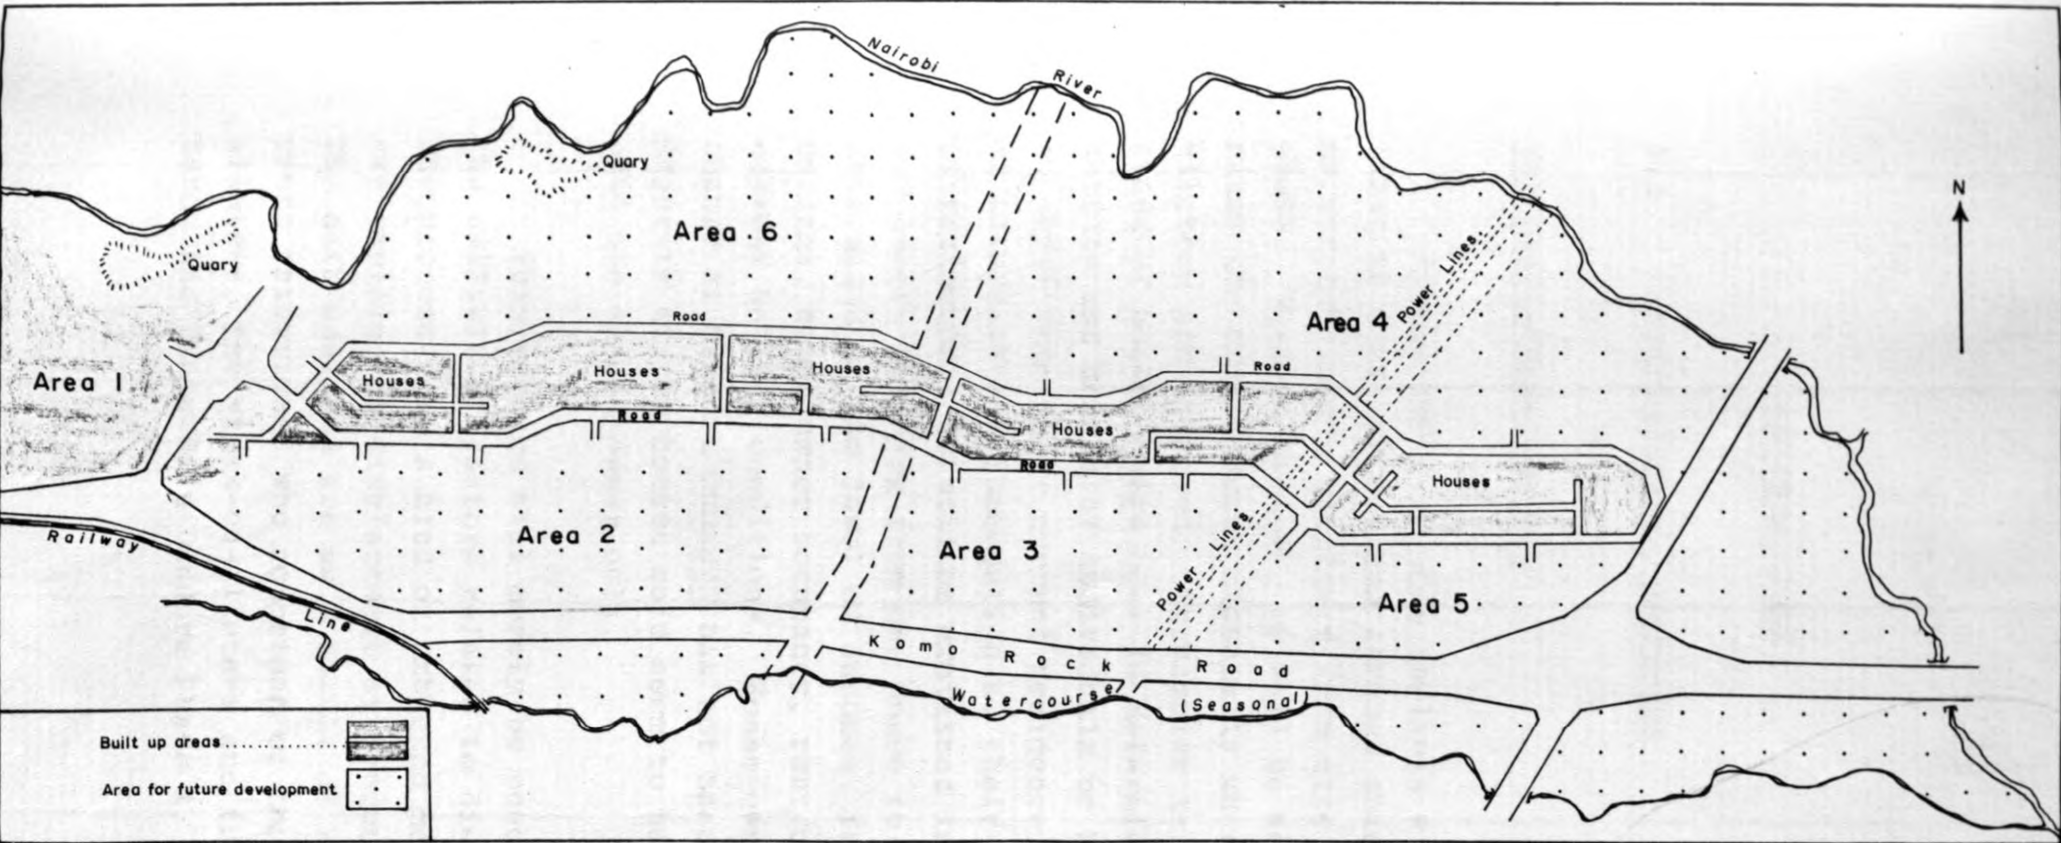 Nairobi River
N
Quary
Area 6
Quary
Power Lines
Road
Area 4
Road
Area 1
Houses
Houses
Houses
Road
Houses
Road
Houses
Area 2
Area 3
Power Lines
Railway Line
Area 5
Komo Rock Road
Watercourse (Seasonal)
Built up areas..............
Area for future development